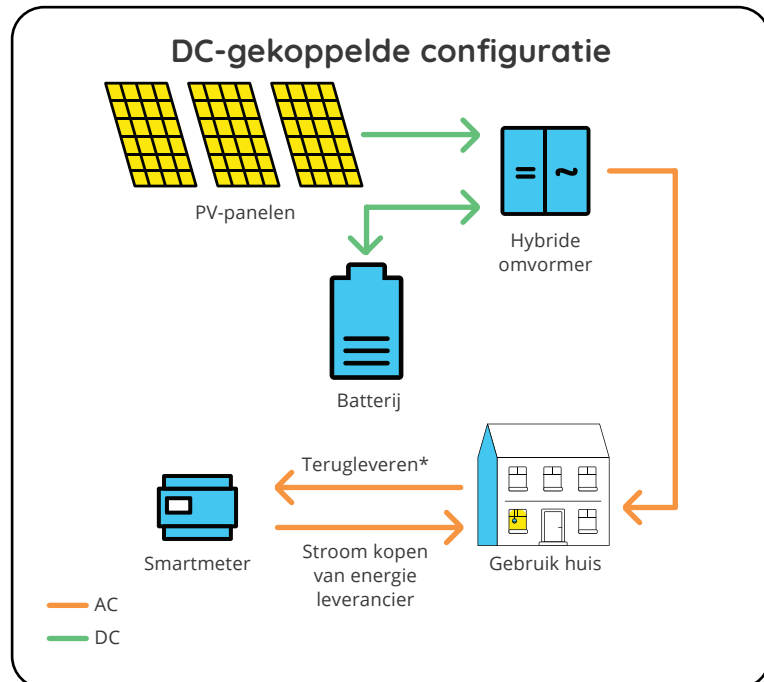 DC-gekoppelde configuratie
PV-panelen
Hybride
omvormer
Batterij
Terugleveren*
Smartmeter
Stroom kopen
van energie
leverancier
Gebruik huis
AC
DC